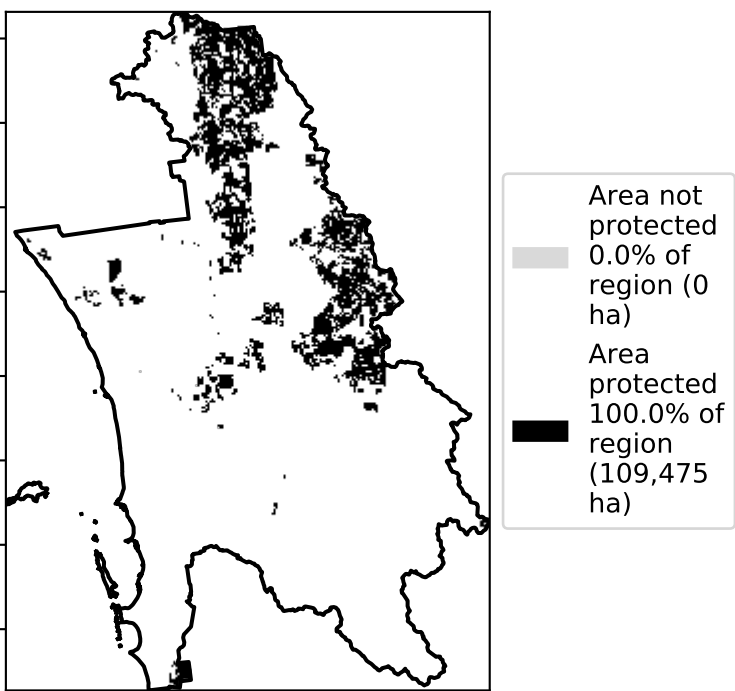 Area not
protected
0.0% of
region (0
ha)
Area
protected
100.0% of
region
(109,475
ha)